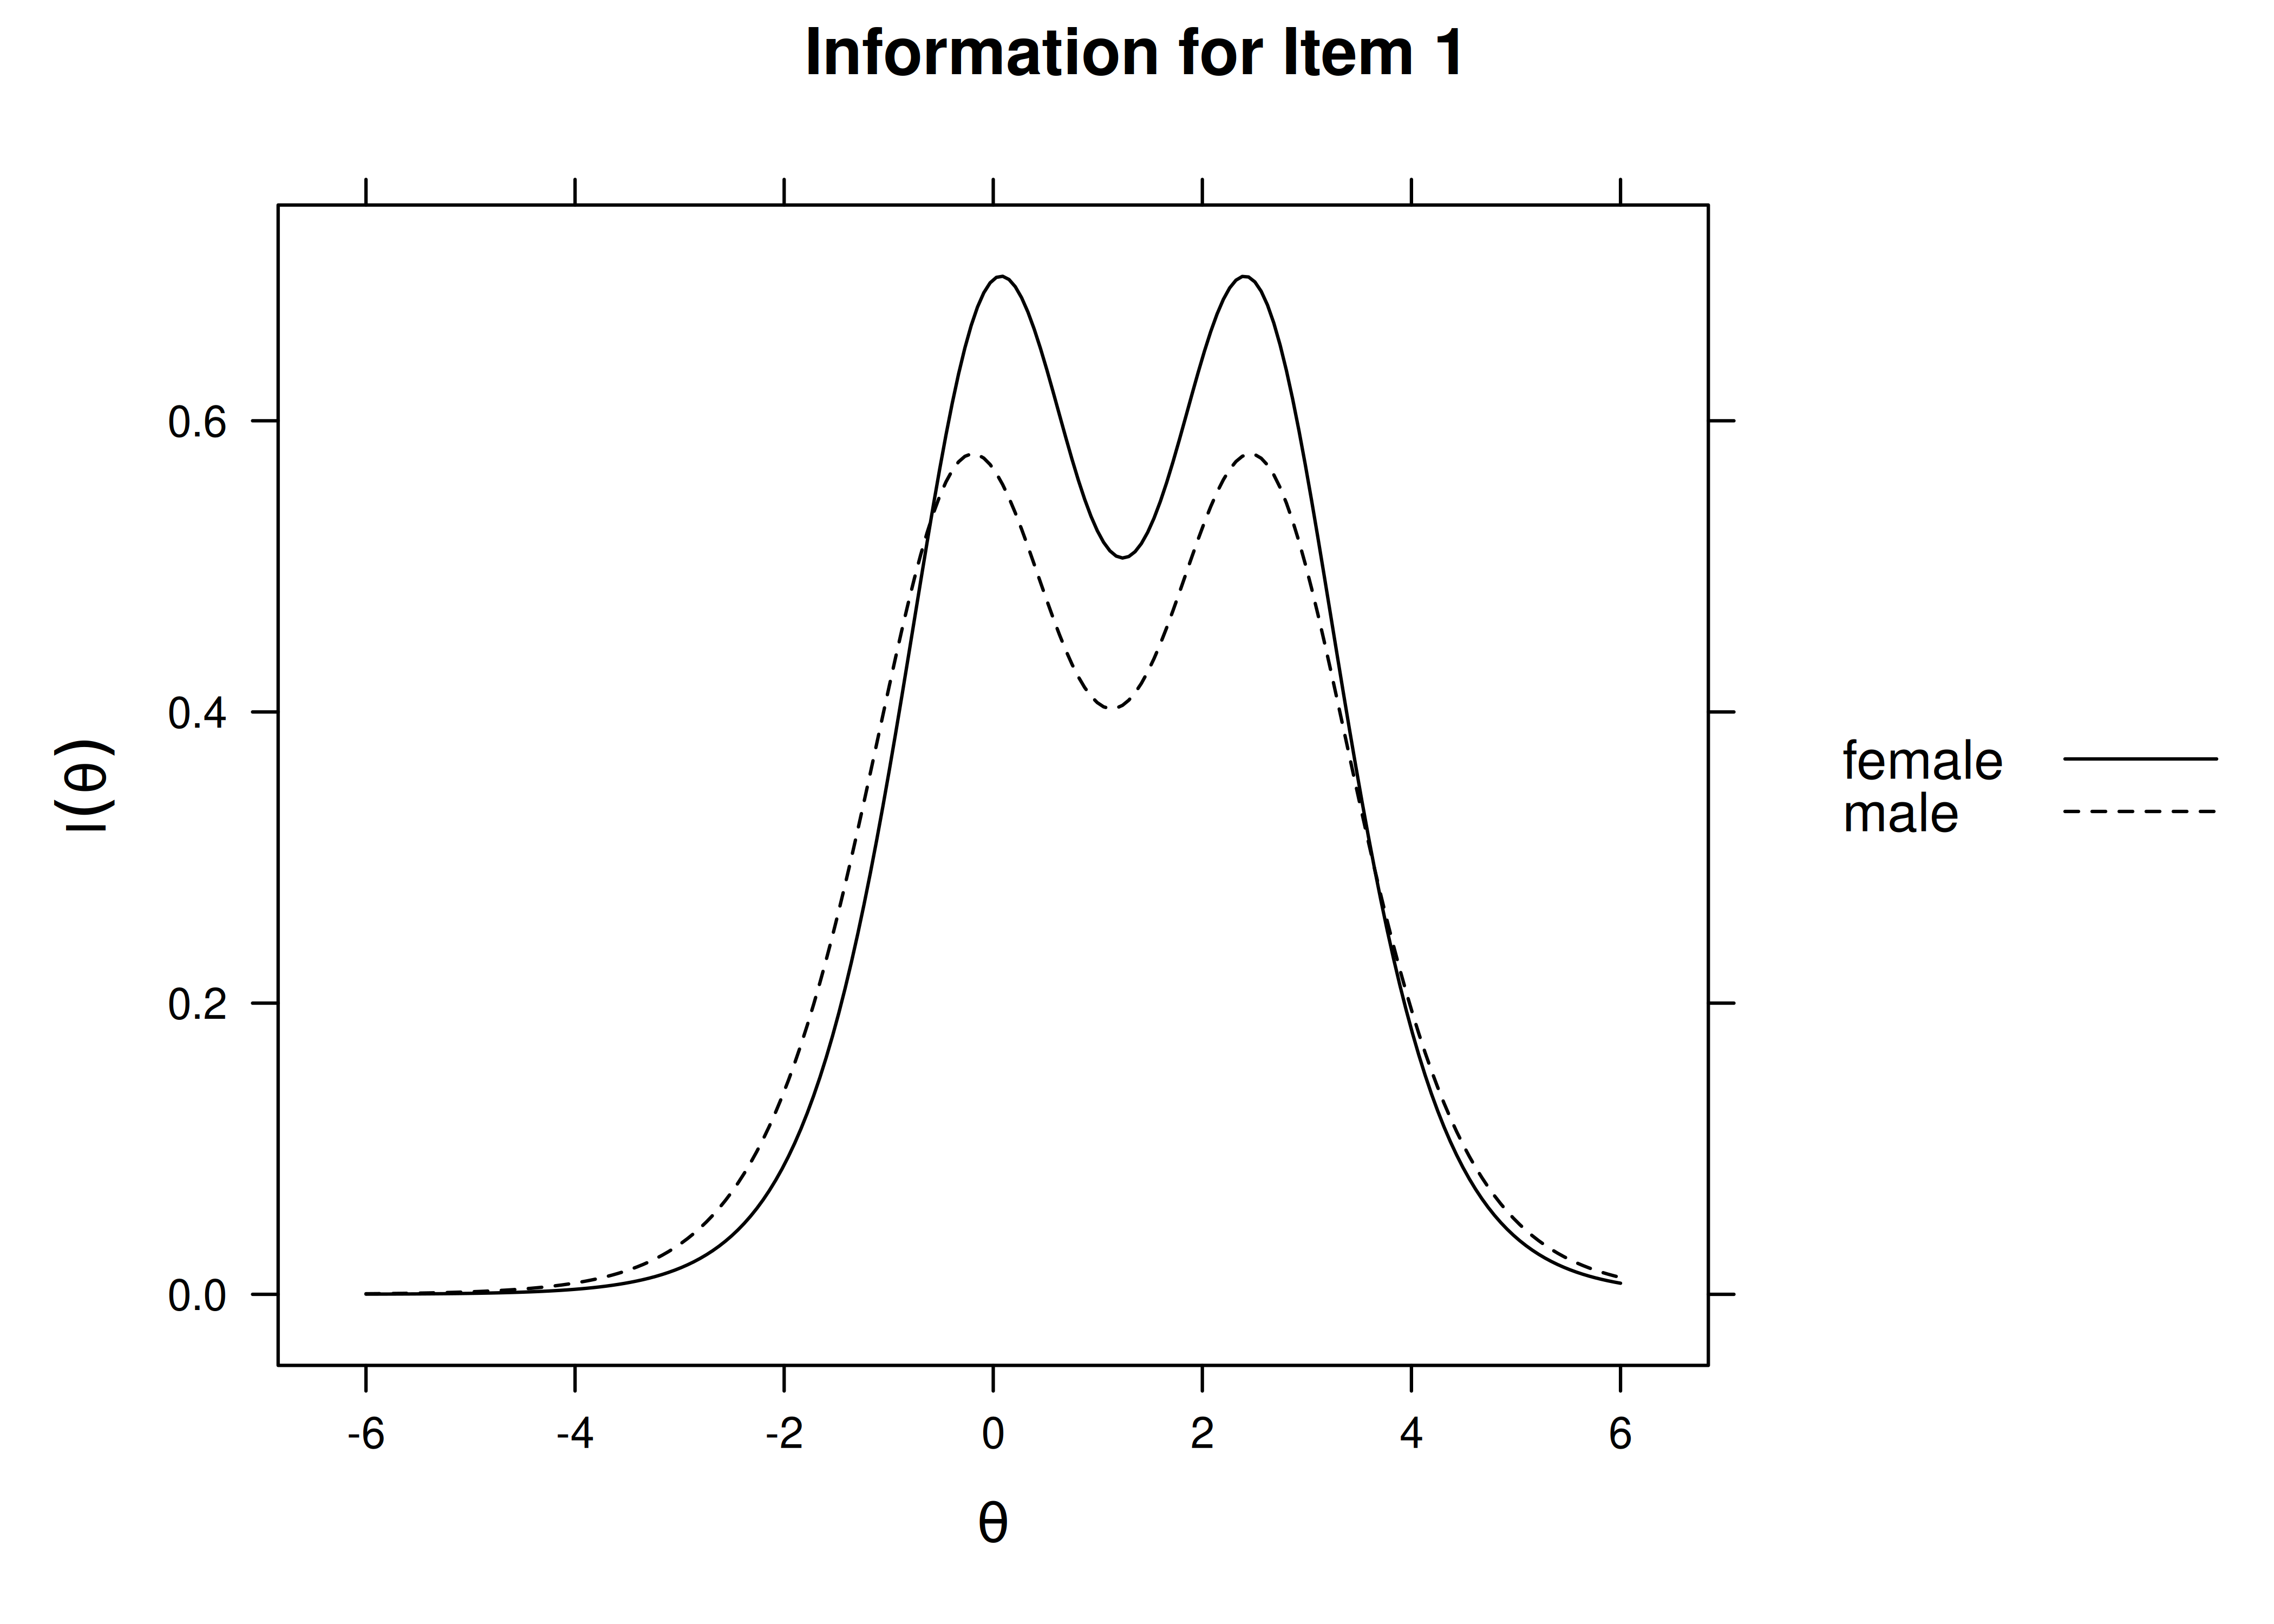 Information for Item 1
0.6
0.4
0.2
0.0
I(θ)
-6 -4 -2 0 2 4 6
θ
female
male